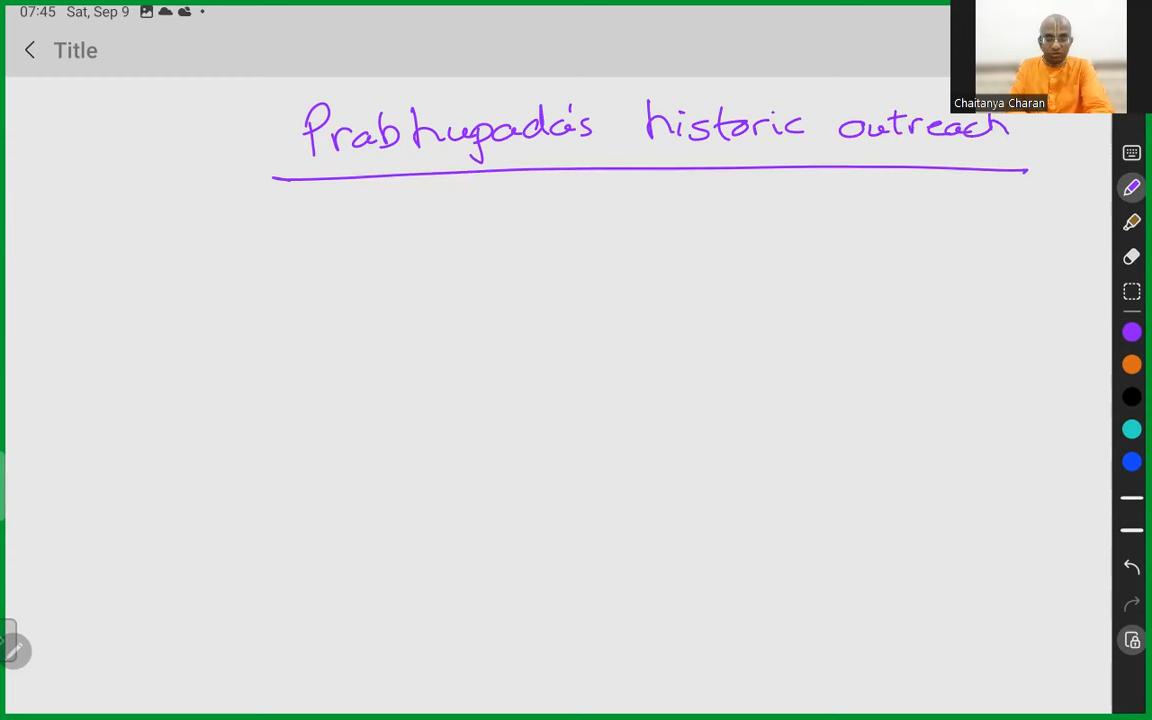 07:45 Sat, Sep 9
Title
Chaitanya Charan
Prabhupada's historic outreach